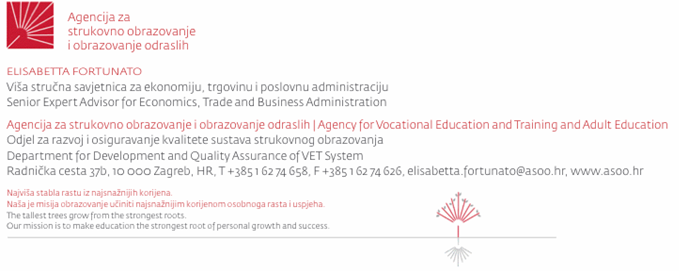 Agencija za
strukovno obrazovanje
i obrazovanje odraslih
ELISABETTA FORTUNATO
Viša stručna savjetnica za ekonomiju, trgovinu i poslovnu administraciju
Senior Expert Advisor for Economics, Trade and Business Administration
Agencija za strukovno obrazovanje i obrazovanje odraslih | Agency for Vocational Education and Training and Adult Education
Odjel za razvoj i osiguravanje kvalitete sustava strukovnog obrazovanja
Department for Development and Quality Assurance of VET System
Radnička cesta 37b, 10 000 Zagreb, HR, T +385 1 62 74 658, F +385 1 62 74 626, elisabetta.fortunato@asoo.hr, www.asoo.hr
Najviša stabla rastu iz najsnažnijih korijena.
Naša je misija obrazovanje učiniti najsnažnijim korijenom osobnoga rasta i uspjeha.
The tallest trees grow from the strongest roots.
Our mission is to make education the strongest root of personal growth and success.